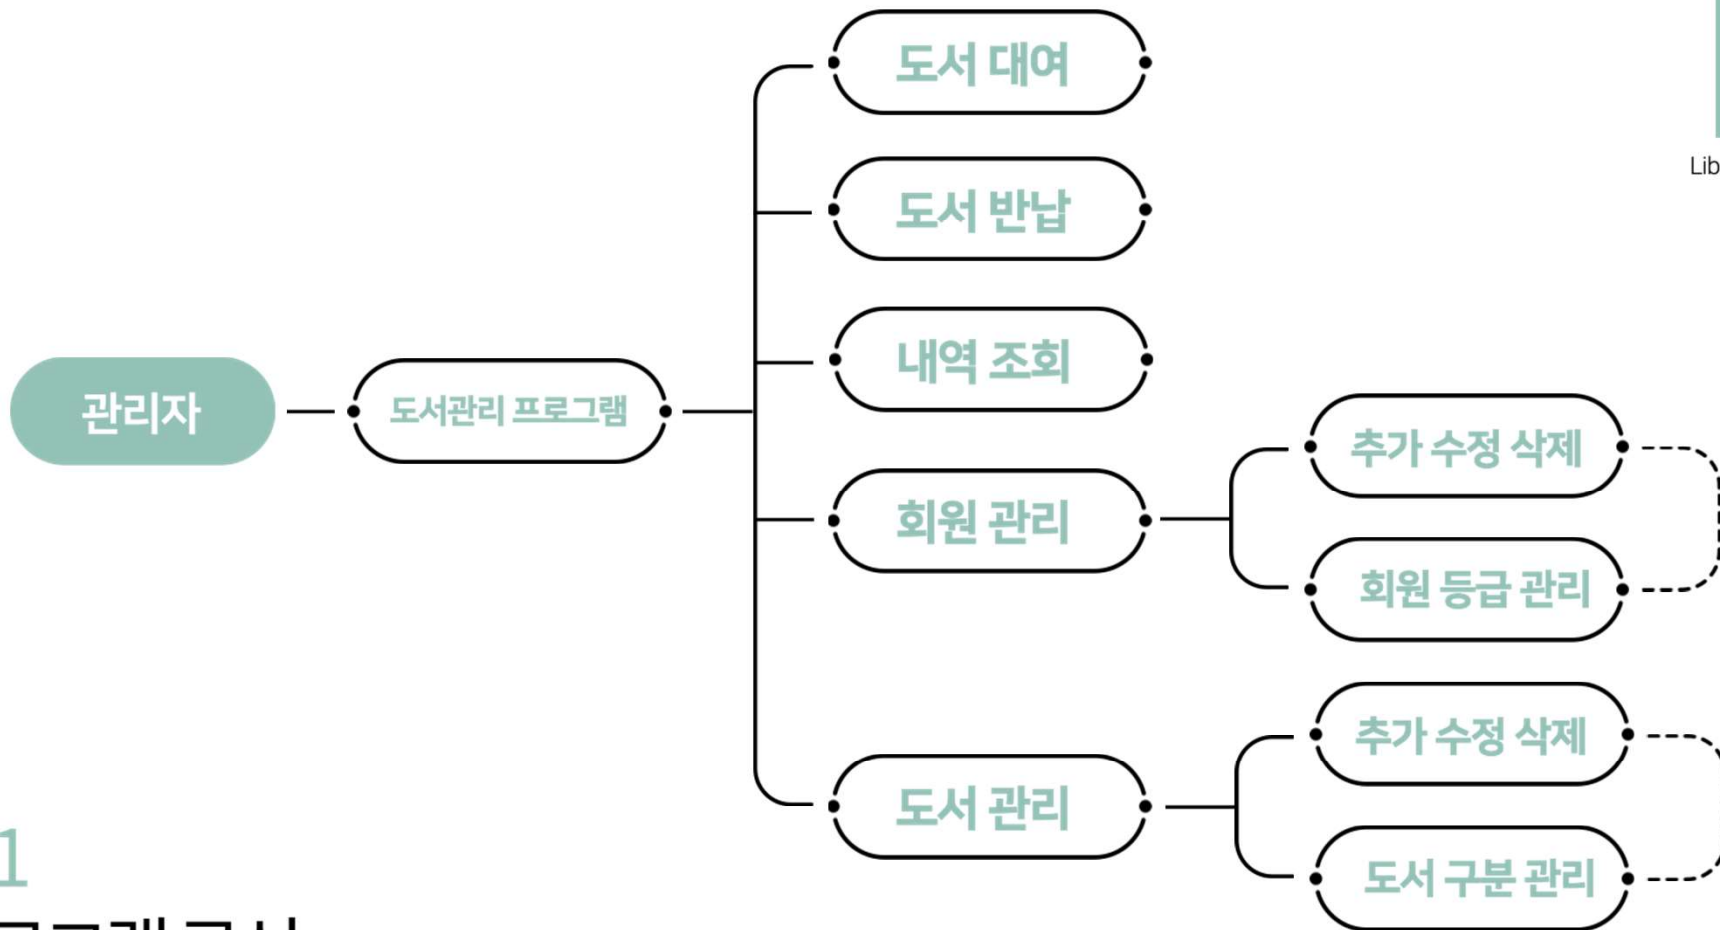 도서 대여
Lib
도서 반납
내역 조회
관리자
도서관리 프로그램
추가 수정 삭제
회원 관리
회원 등급 관리
추가 수정 삭제
도서 관리
도서 구분 관리
1